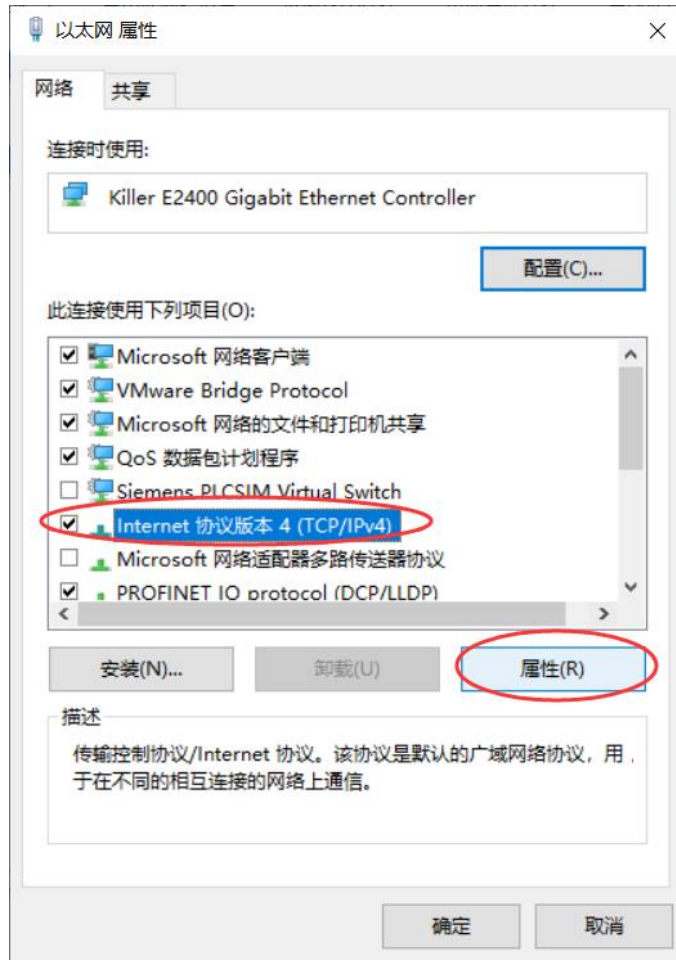 以太网 属性
网络
共享
连接时使用:
Killer E2400 Gigabit Ethernet Controller
配置(C)...
此连接使用下列项目(O):
Microsoft 网络客户端
VMware Bridge Protocol
Microsoft 网络的文件和打印机共享
QoS 数据包计划程序
Siemens PLCSIM Virtual Switch
Internet 协议版本 4 (TCP/IPv4)
Microsoft 网络适配器多路传送器协议
PROFINET IO protocol (DCP/LLDP)
安装(N)...
卸载(U)
属性(R)
描述
传输控制协议/Internet 协议。该协议是默认的广域网络协议，用
于在不同的相互连接的网络上通信。
确定
取消